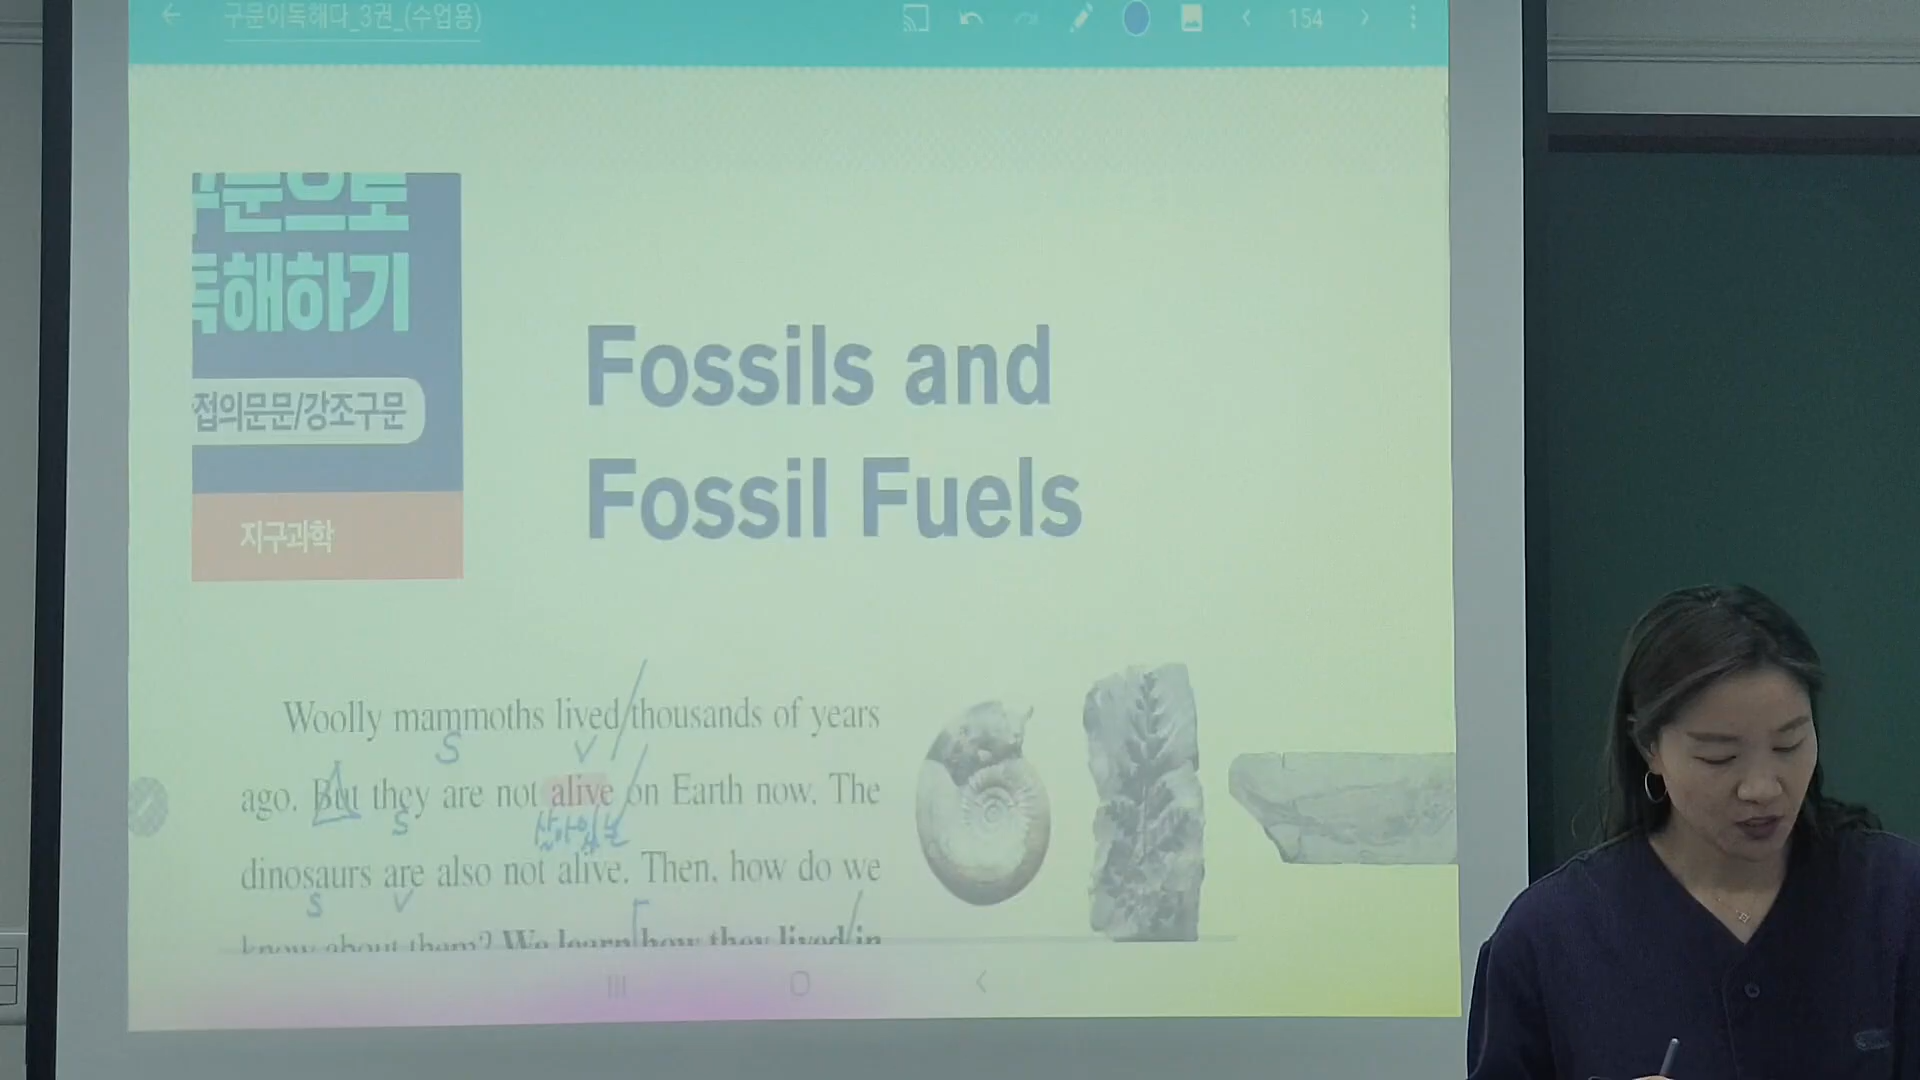 구문이독해다_3권_(수업용)
154
구문으로
독해하기
접의문문/강조구문
지구과학
Fossils and
Fossil Fuels
Woolly mammoths lived thousands of years
S V
ago. But they are not alive on Earth now. The
S 살아있는
dinosaurs are also not alive. Then, how do we
S V
know about them? We learn how they lived in